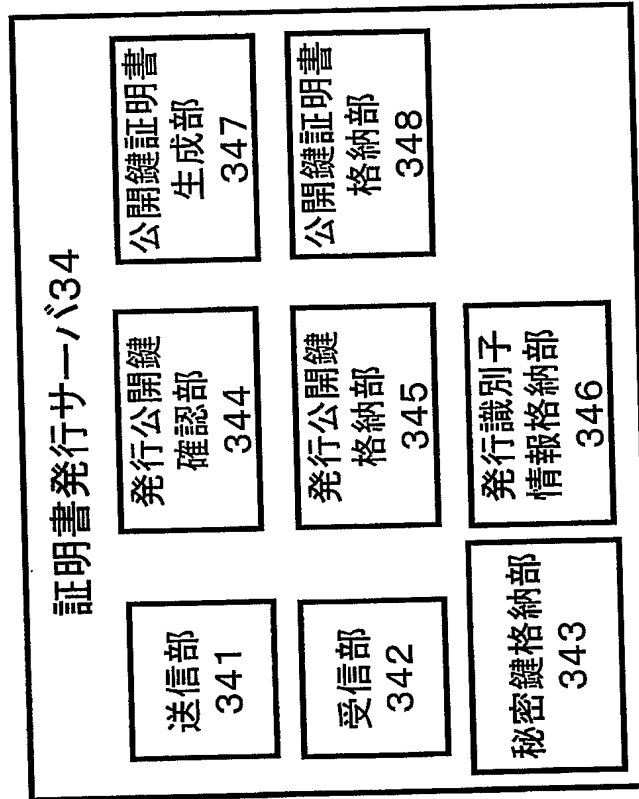 証明書発行サーバ34
送信部
341
発行公開鍵
確認部
344
公開鍵証明書
生成部
347
受信部
342
発行公開鍵
格納部
345
公開鍵証明書
格納部
348
秘密鍵格納部
343
発行識別子
情報格納部
346